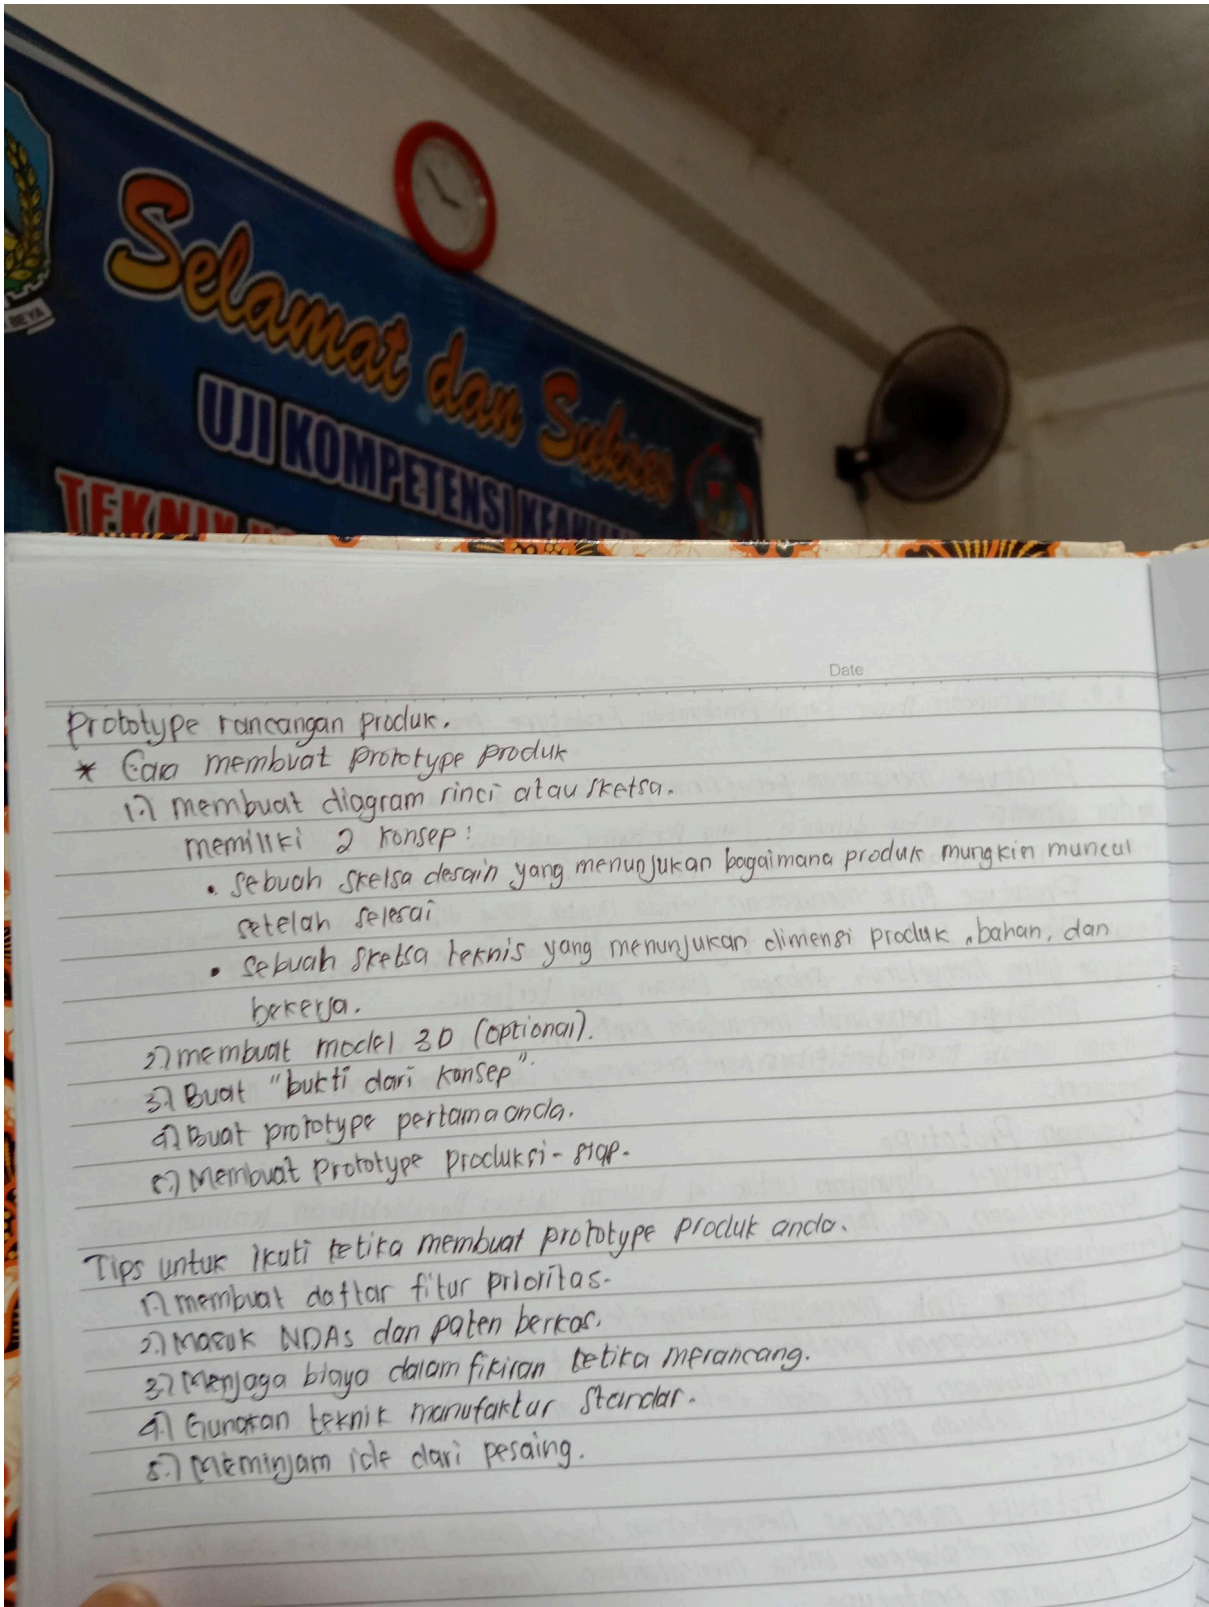 BEYA
Selamat dan Sukses
UJI KOMPETENSI KEAHLIAN
TEKNIK
Date
Prototype rancangan produk.
* Cara membuat prototype produk
1.) membuat diagram rinci atau sketsa.
memiliki 2 konsep :
• sebuah sketsa desain yang menunjukan bagaimana produk mungkin muncul
setelah selesai
• sebuah sketsa teknis yang menunjukan dimensi produk, bahan, dan
bekerja.
2.) membuat model 3D (optional).
3.) Buat "bukti dari konsep".
4.) Buat prototype pertama anda.
5.) Membuat prototype produksi - siap.
Tips untuk ikuti ketika membuat prototype produk anda.
1.) membuat daftar fitur prioritas.
2.) Masuk NDAs dan paten berkas.
3.) Menjaga biaya dalam fikiran ketika merancang.
4.) Gunakan teknik manufaktur standar.
5.) Meminjam ide dari pesaing.